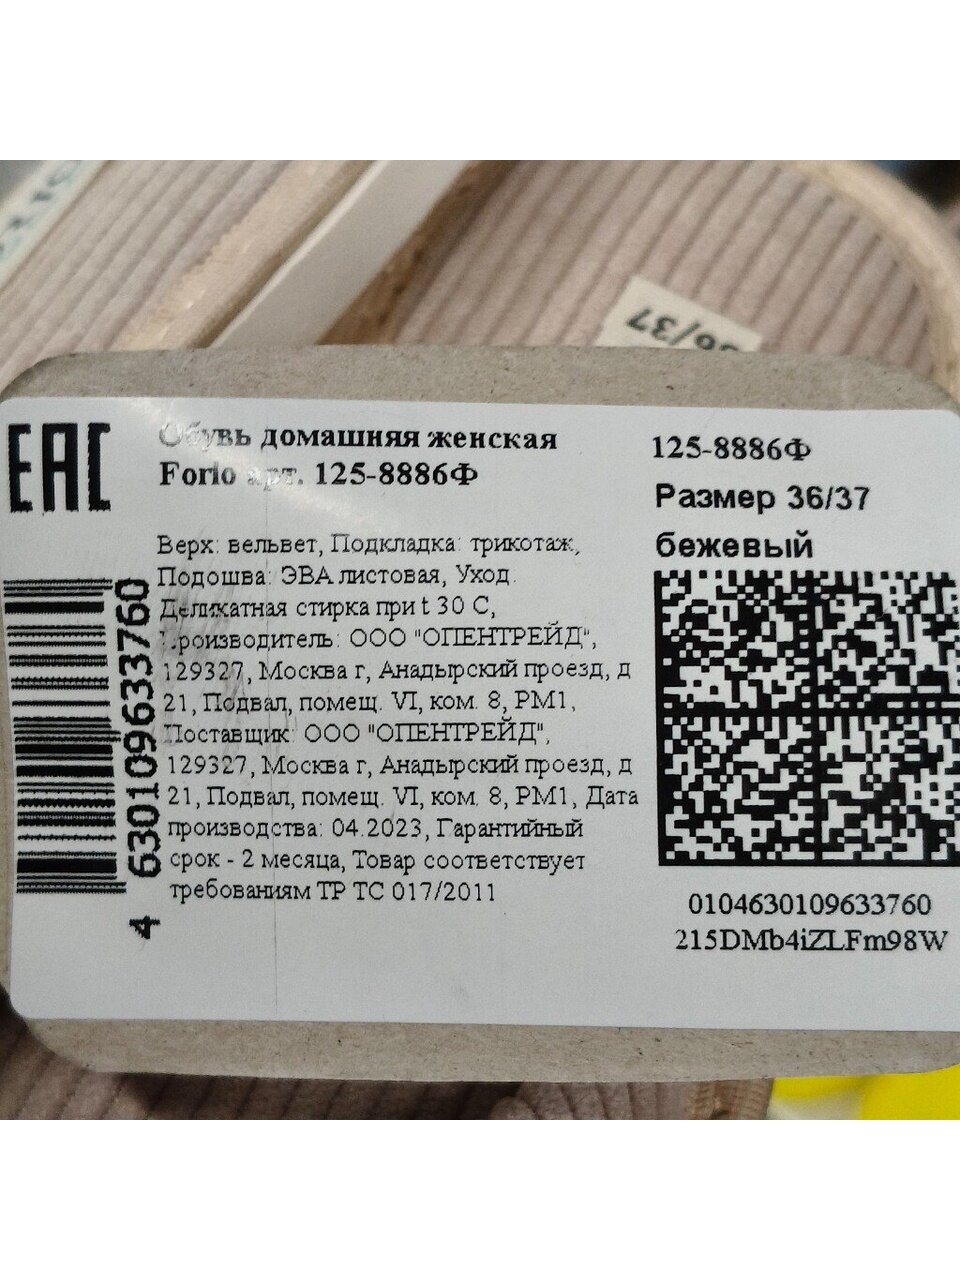 36/37
EAC
Обувь домашняя женская
Forio арт. 125-8886Ф
Верх: вельвет, Подкладка: трикотаж,
Подошва: ЭВА листовая, Уход:
Деликатная стирка при t 30 С,
Производитель: ООО "ОПЕНТРЕЙД",
129327, Москва г, Анадырский проезд, д
21, Подвал, помещ. VI, ком. 8, РМ1,
Поставщик: ООО "ОПЕНТРЕЙД",
129327, Москва г, Анадырский проезд, д
21, Подвал, помещ. VI, ком. 8, РМ1, Дата
производства: 04.2023, Гарантийный
срок - 2 месяца, Товар соответствует
требованиям ТР ТС 017/2011
4 630109633760
125-8886Ф
Размер 36/37
бежевый
0104630109633760
215DMb4iZLFm98W